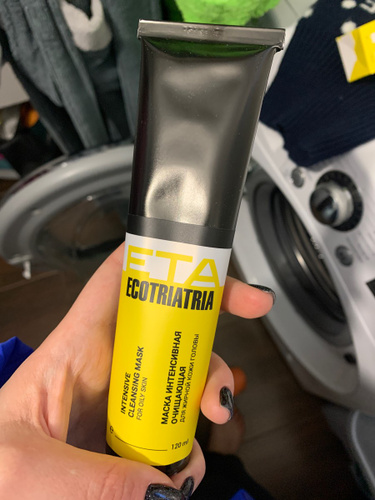 ETA
ECOTRIATRIA
INTENSIVE
CLEANSING MASK
FOR OILY SKIN
МАСКА ИНТЕНСИВНАЯ
ОЧИЩАЮЩАЯ
ДЛЯ ЖИРНОЙ КОЖИ ГОЛОВЫ
120 ml